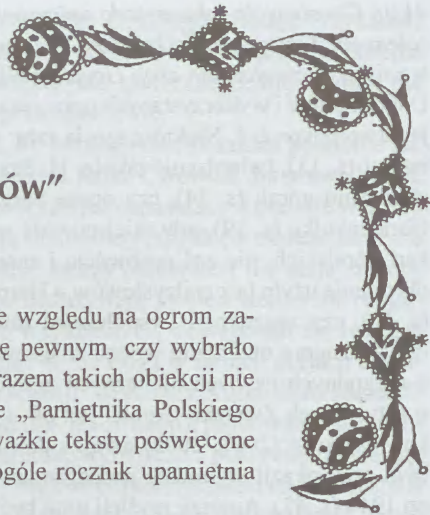 ÓW"
e względu na ogrom za-
ę pewnym, czy wybrało
razem takich obiekcji nie
e „Pamiętnika Polskiego
ważkie teksty poświęcone
ogóle rocznik upamiętnia